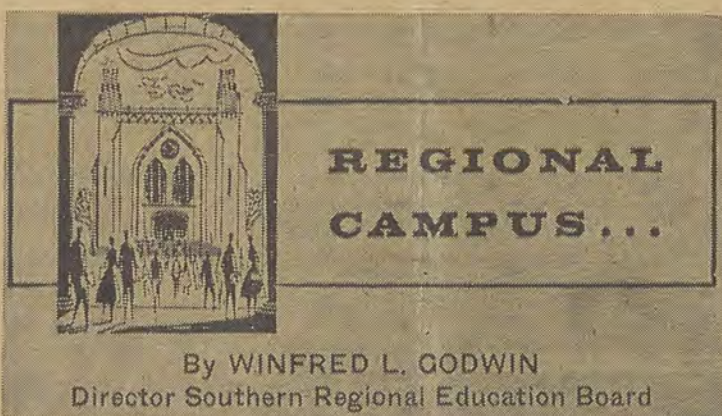 REGIONAL
CAMPUS...
By WINFRED L. GODWIN
Director Southern Regional Education Board